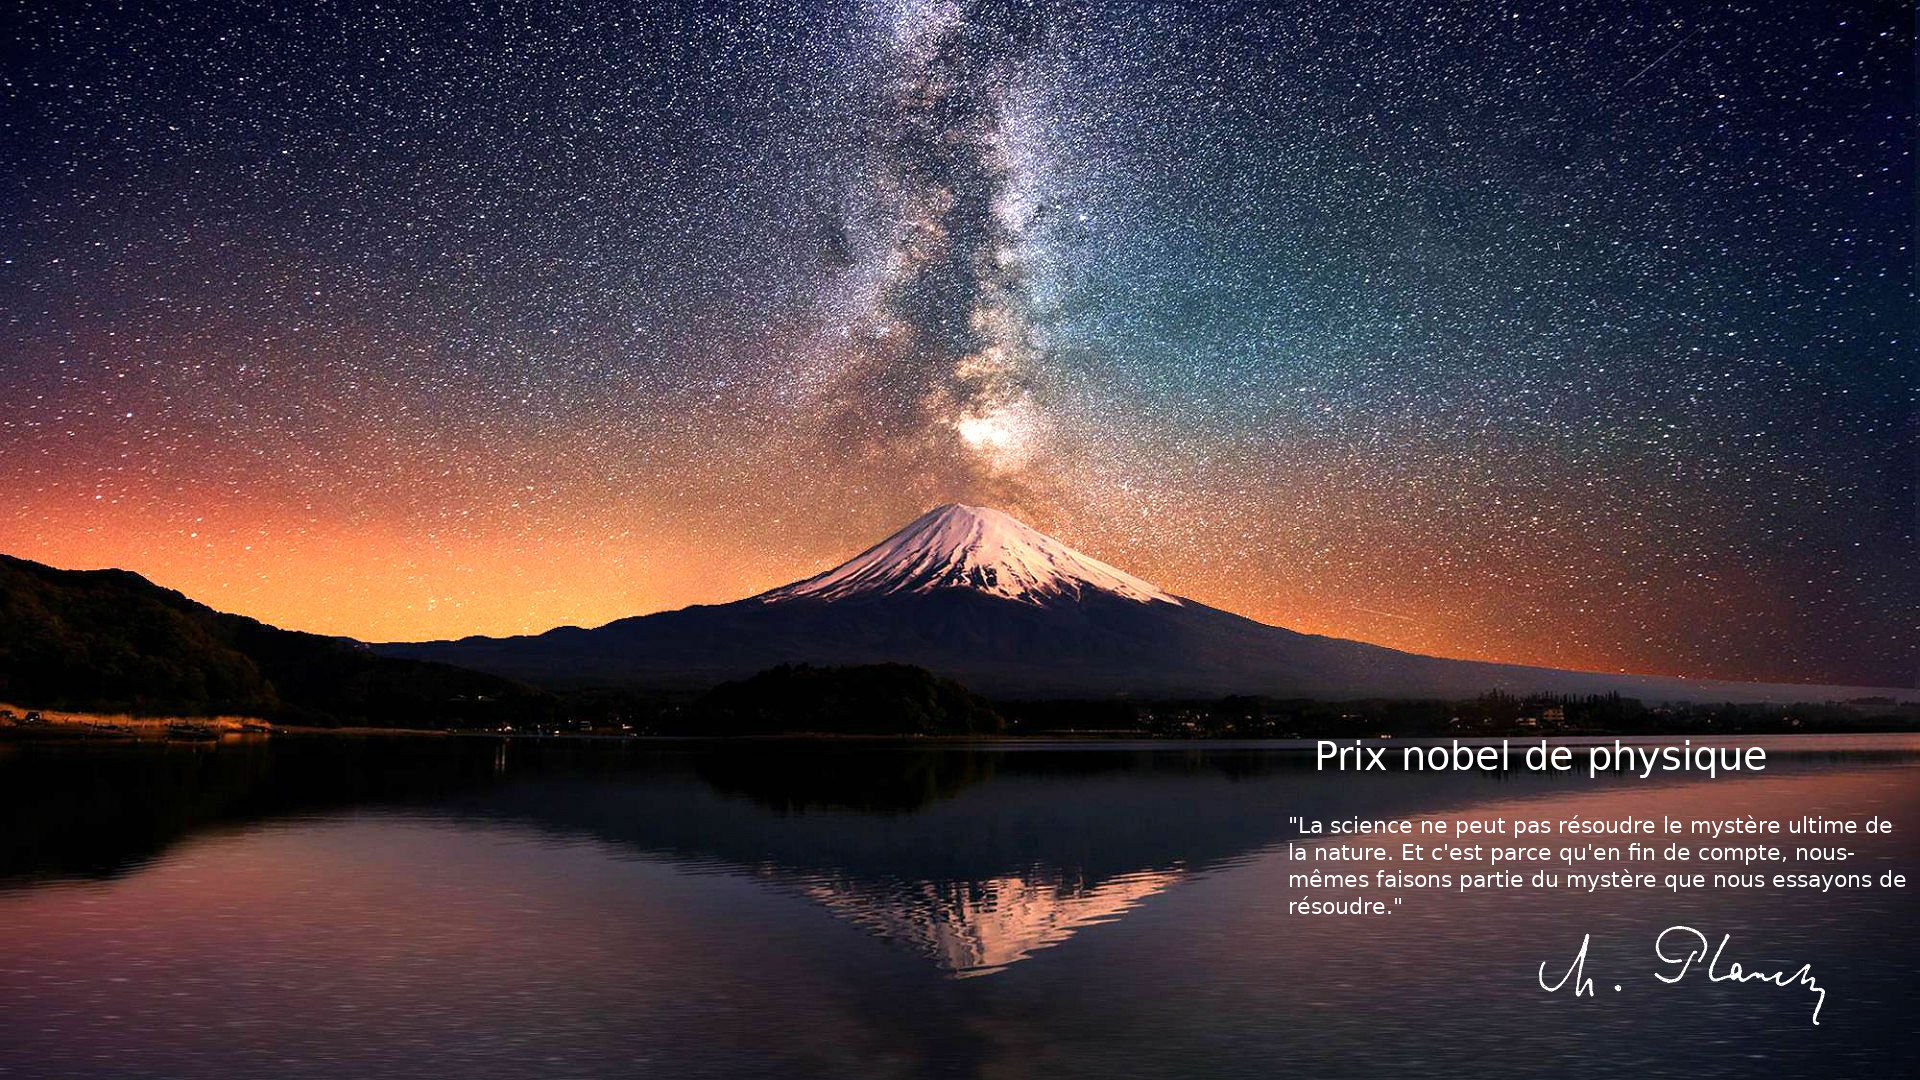 Prix nobel de physique
"La science ne peut pas résoudre le mystère ultime de
la nature. Et c'est parce qu'en fin de compte, nous-
mêmes faisons partie du mystère que nous essayons de
résoudre."
M. Planck